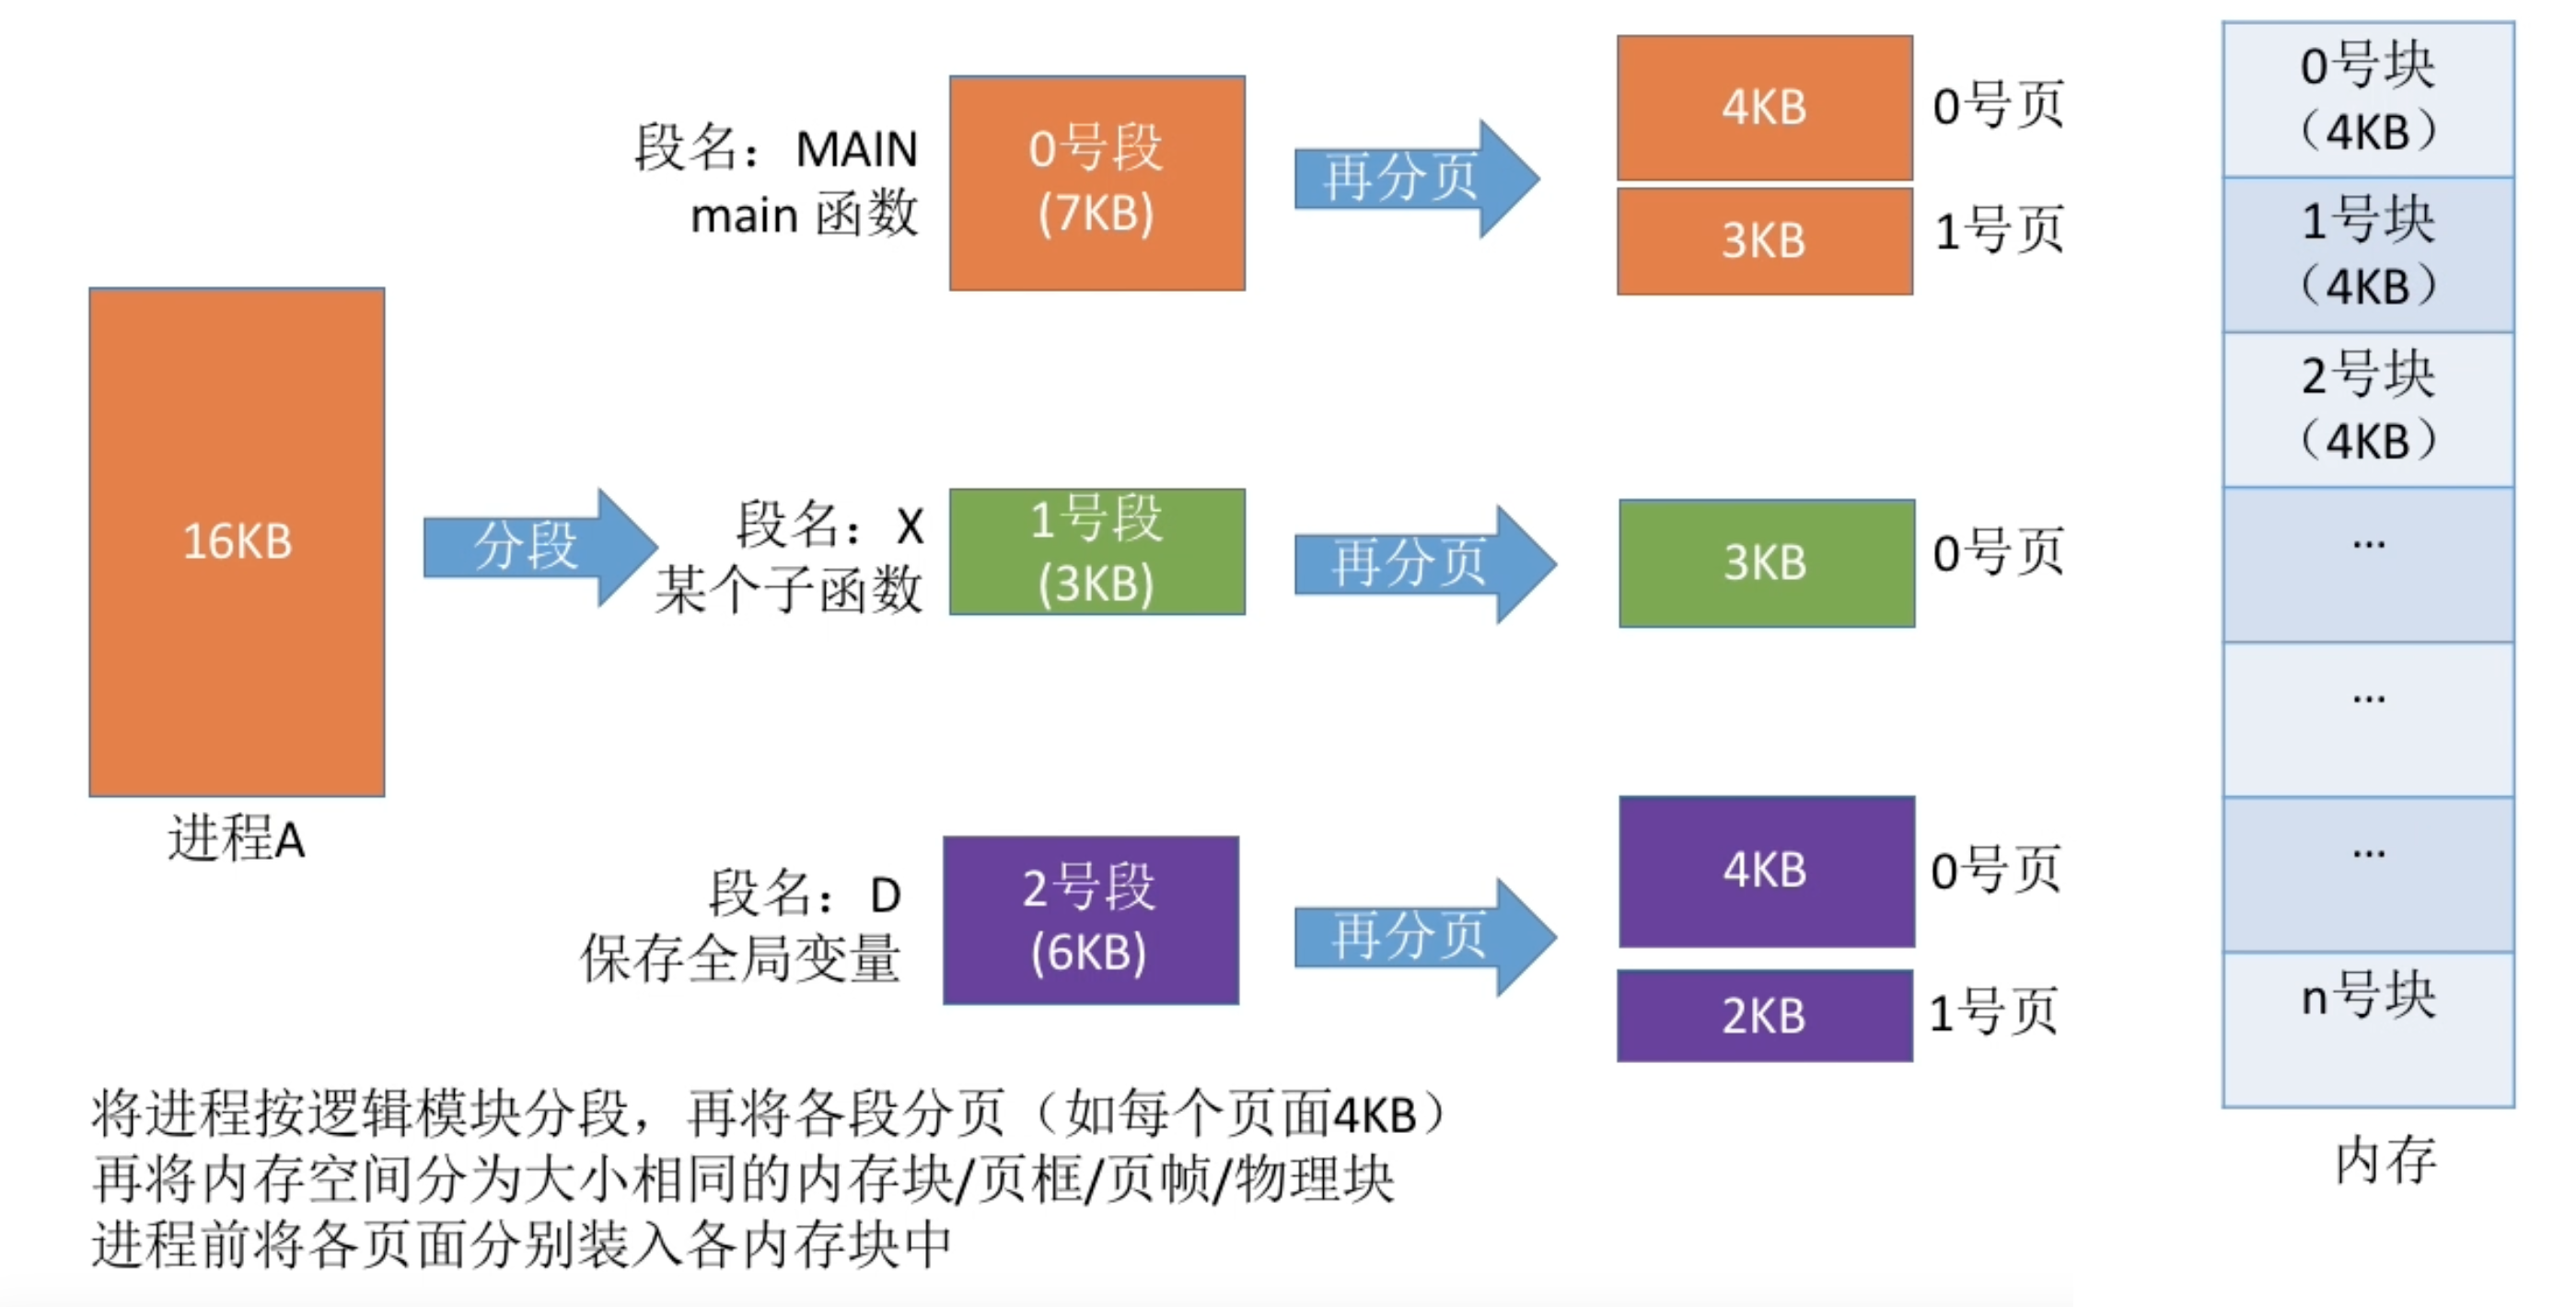 16KB
进程A
分段
段名：MAIN
main 函数
0号段
(7KB)
再分页
4KB
0号页
3KB
1号页
段名：X
某个子函数
1号段
(3KB)
再分页
3KB
0号页
段名：D
保存全局变量
2号段
(6KB)
再分页
4KB
0号页
2KB
1号页
0号块
（4KB）
1号块
（4KB）
2号块
（4KB）
...
...
...
n号块
内存
将进程按逻辑模块分段，再将各段分页（如每个页面4KB）
再将内存空间分为大小相同的内存块/页框/页帧/物理块
进程前将各页面分别装入各内存块中